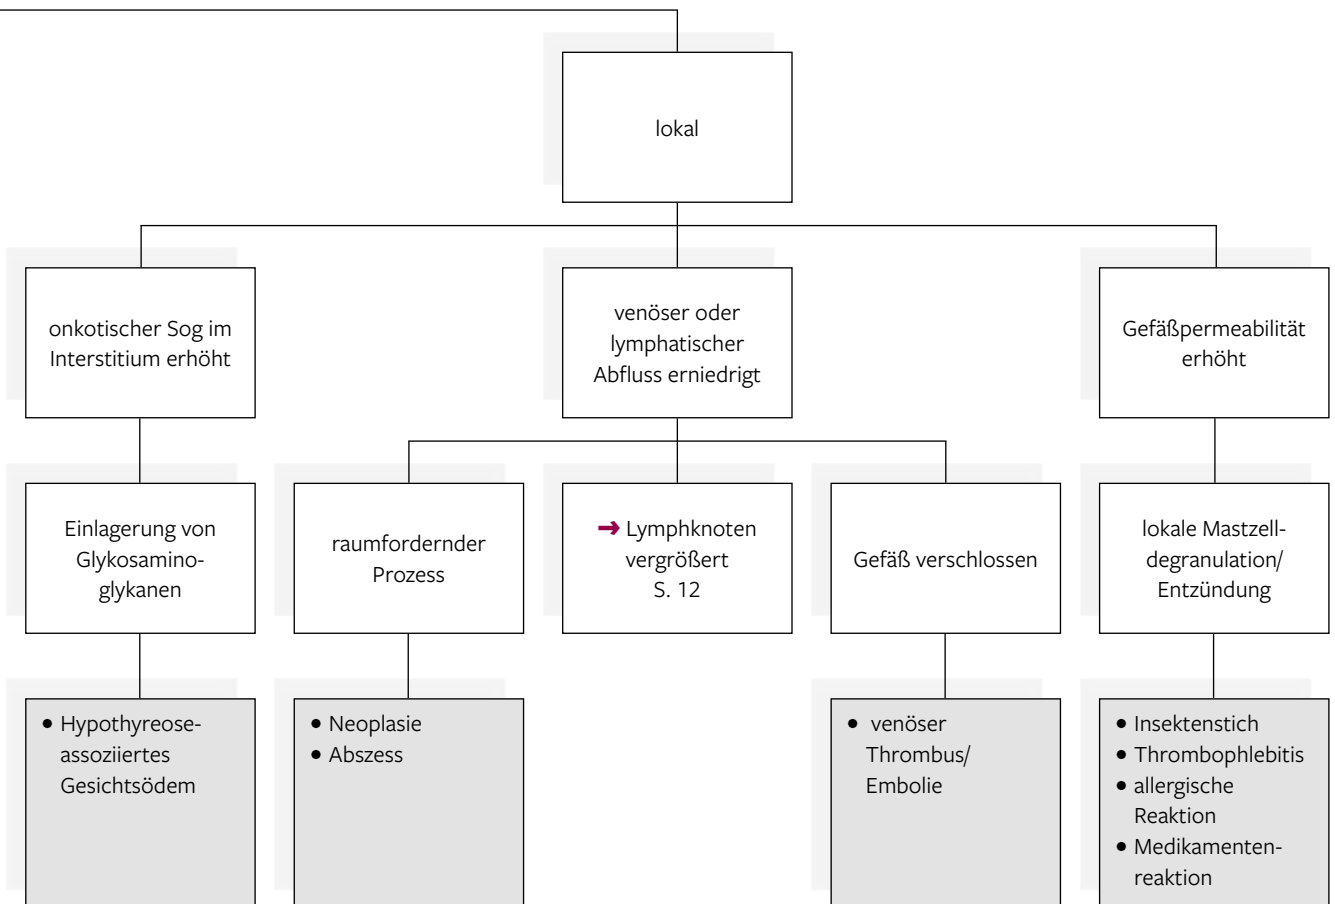 lokal
onkotischer Sog im
Interstitium erhöht
venöser oder
lymphatischer
Abfluss erniedrigt
Gefäßpermeabilität
erhöht
Einlagerung von
Glykosamino-
glykanen
raumfordernder
Prozess
➞ Lymphknoten
vergrößert
S. 12
Gefäß verschlossen
lokale Mastzell-
degranulation/
Entzündung
• Hypothyreose-
assoziiertes
Gesichtsödem
• Neoplasie
• Abszess
• venöser
Thrombus/
Embolie
• Insektenstich
• Thrombophlebitis
• allergische
Reaktion
• Medikamenten-
reaktion